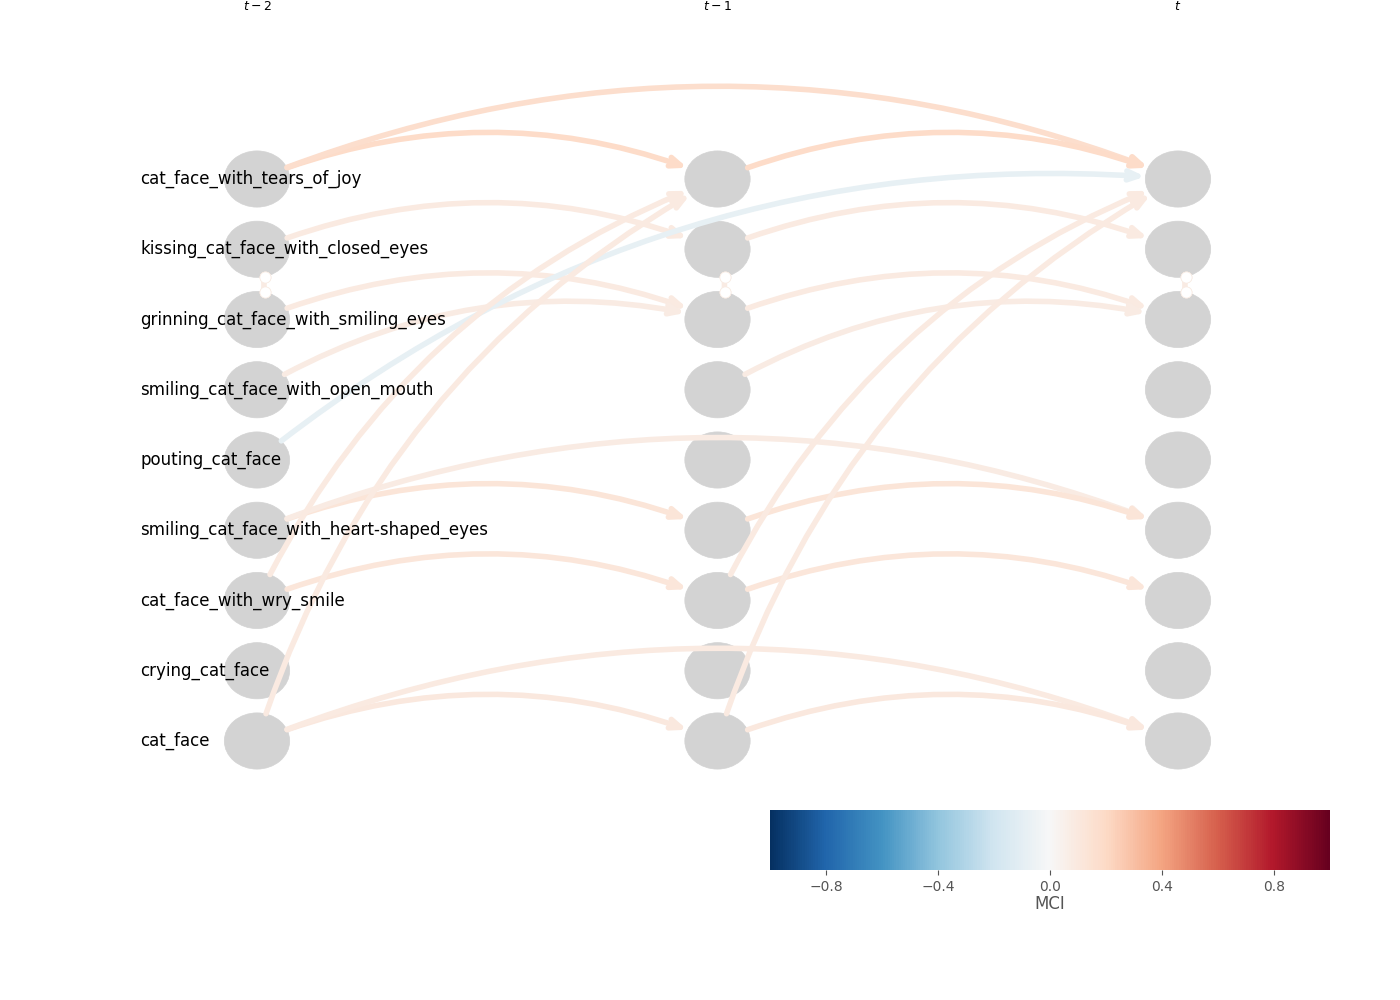 t − 2 t − 1 t
cat_face_with_tears_of_joy
kissing_cat_face_with_closed_eyes
grinning_cat_face_with_smiling_eyes
smiling_cat_face_with_open_mouth
pouting_cat_face
smiling_cat_face_with_heart-shaped_eyes
cat_face_with_wry_smile
crying_cat_face
cat_face
−0.8 −0.4 0.0 0.4 0.8
MCI